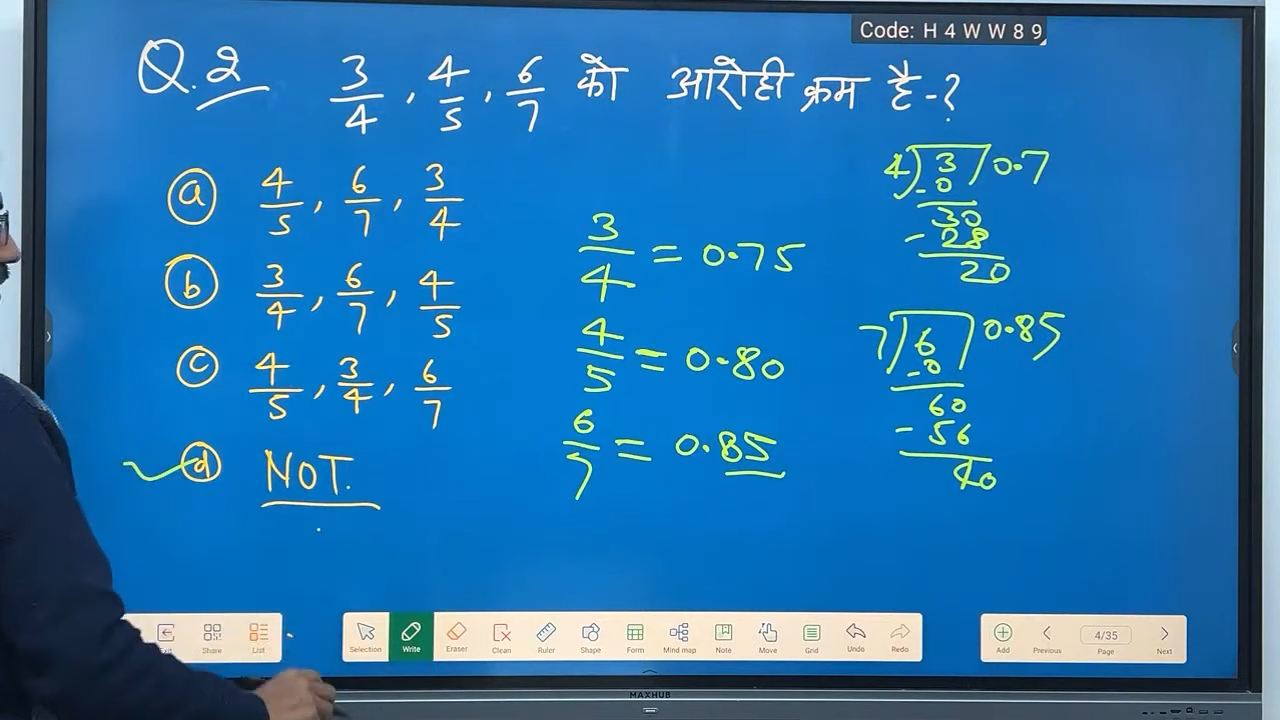 Code: H4WW89
Q.2 3/4, 4/5, 6/7 को आरोही क्रम है-?
(a) 4/5, 6/7, 3/4
(b) 3/4, 6/7, 4/5
(c) 4/5, 3/4, 6/7
(d) NOT.
3/4 = 0.75
4/5 = 0.80
6/7 = 0.85
4) 3 / 0.7
-0
30
-28
20
7) 6 / 0.85
-0
60
-56
40
Share List
Selection Write Eraser Clean Ruler Shape Form Mind map Note Move Grid Undo Redo
4/35
Add Previous Page Next
MAXHUB